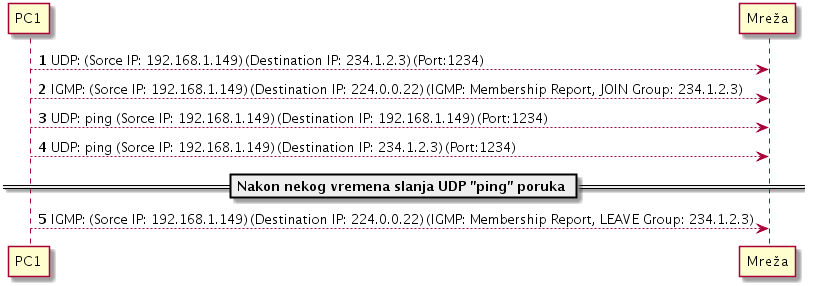 PC1 Mreža
1 UDP: (Sorce IP: 192.168.1.149) (Destination IP: 234.1.2.3) (Port:1234)
2 IGMP: (Sorce IP: 192.168.1.149) (Destination IP: 224.0.0.22) (IGMP: Membership Report, JOIN Group: 234.1.2.3)
3 UDP: ping (Sorce IP: 192.168.1.149) (Destination IP: 192.168.1.149) (Port:1234)
4 UDP: ping (Sorce IP: 192.168.1.149) (Destination IP: 234.1.2.3) (Port:1234)
Nakon nekog vremena slanja UDP "ping" poruka
5 IGMP: (Sorce IP: 192.168.1.149) (Destination IP: 224.0.0.22) (IGMP: Membership Report, LEAVE Group: 234.1.2.3)
PC1 Mreža